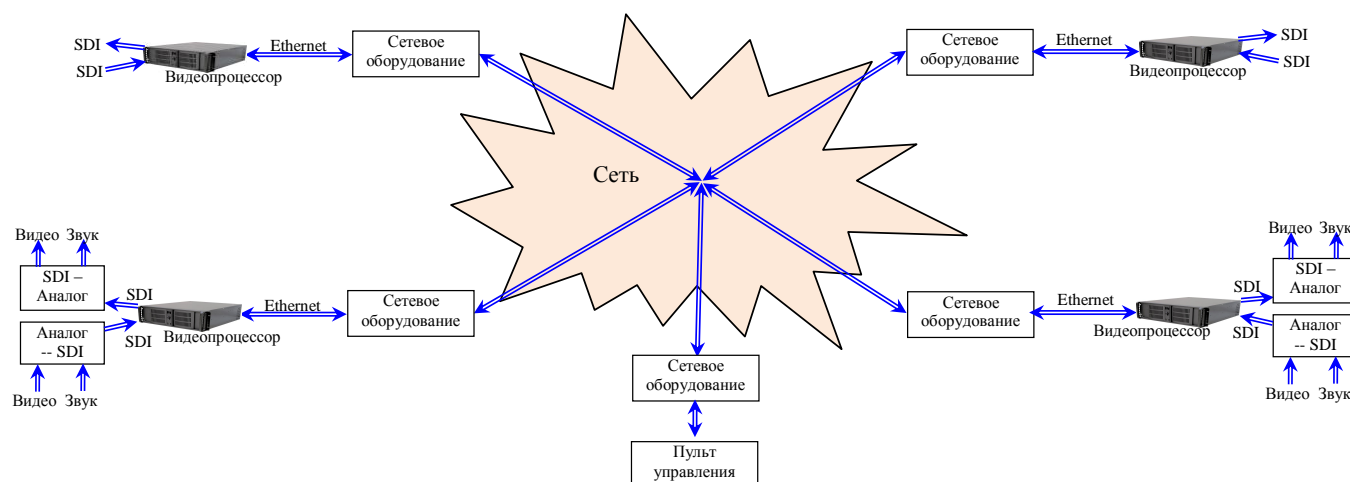 SDI
SDI
Видеопроцессор
Ethernet
Сетевое
оборудование
Сетевое
оборудование
Ethernet
Видеопроцессор
SDI
SDI
Сеть
Видео Звук
SDI –
Аналог
SDI
Аналог
-- SDI
SDI
Видео Звук
Видеопроцессор
Ethernet
Сетевое
оборудование
Сетевое
оборудование
Ethernet
Видеопроцессор
SDI
SDI
Видео Звук
SDI –
Аналог
Аналог
-- SDI
Видео Звук
Сетевое
оборудование
Пульт
управления